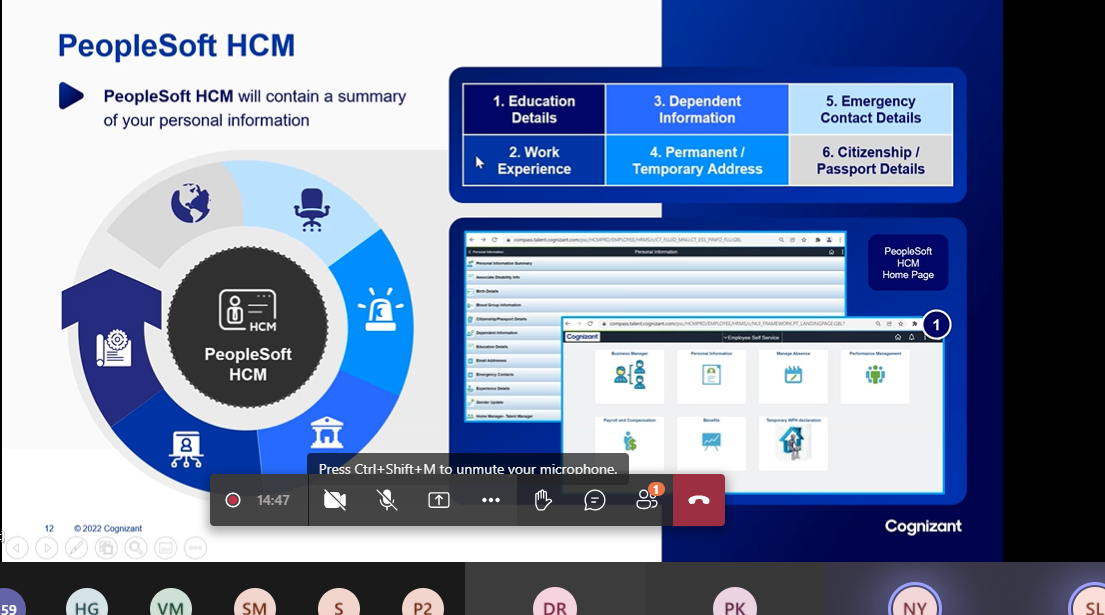 PeopleSoft HCM
PeopleSoft HCM will contain a summary
of your personal information
1. Education
Details
3. Dependent
Information
5. Emergency
Contact Details
2. Work
Experience
4. Permanent /
Temporary Address
6. Citizenship /
Passport Details
HCM
PeopleSoft
HCM
Personal Information
Personal Information
Personal Information Summary
Associate Disability Info
Birth Details
Blood Group Information
Citizenship/Passport Details
Dependent Information
Education Details
Email Addresses
Emergency Contacts
Experience Details
Gender Update
Home Manager- Talent Manager
PeopleSoft
HCM
Home Page
1
Cognizant
Employee Self Service
Business Manager
Personal Information
Manage Absence
Performance Management
Payroll and Compensation
Benefits
Temporary WFH declaration
Press Ctrl+Shift+M to unmute your microphone.
14:47
1
12 © 2022 Cognizant
Cognizant
59
HG
VM
SM
S
P2
DR
PK
NY